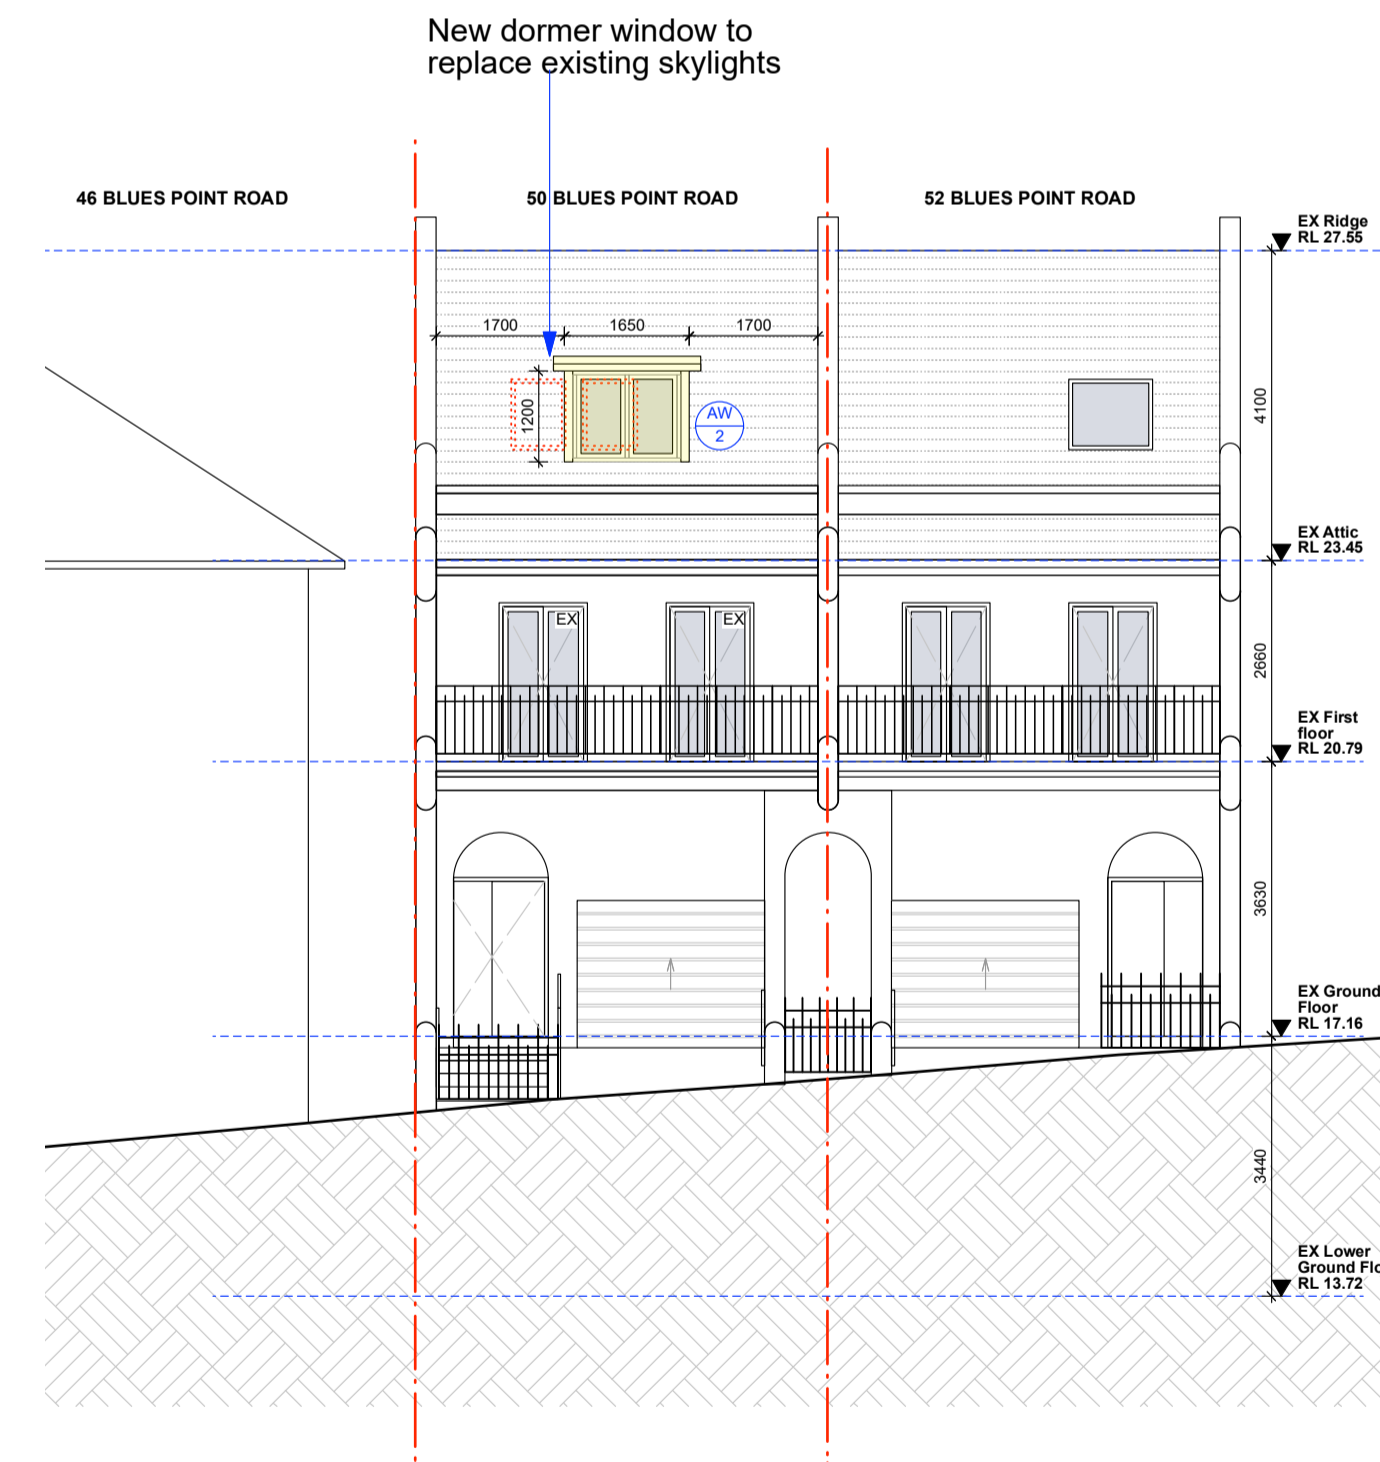 New dormer window to
replace existing skylights
46 BLUES POINT ROAD
50 BLUES POINT ROAD
52 BLUES POINT ROAD
EX Ridge
RL 27.55
1700
1650
1700
1200
AW
2
4100
EX Attic
RL 23.45
EX
EX
2660
EX First
floor
RL 20.79
3630
EX Ground
Floor
RL 17.16
3440
EX Lower
Ground Flo
RL 13.72